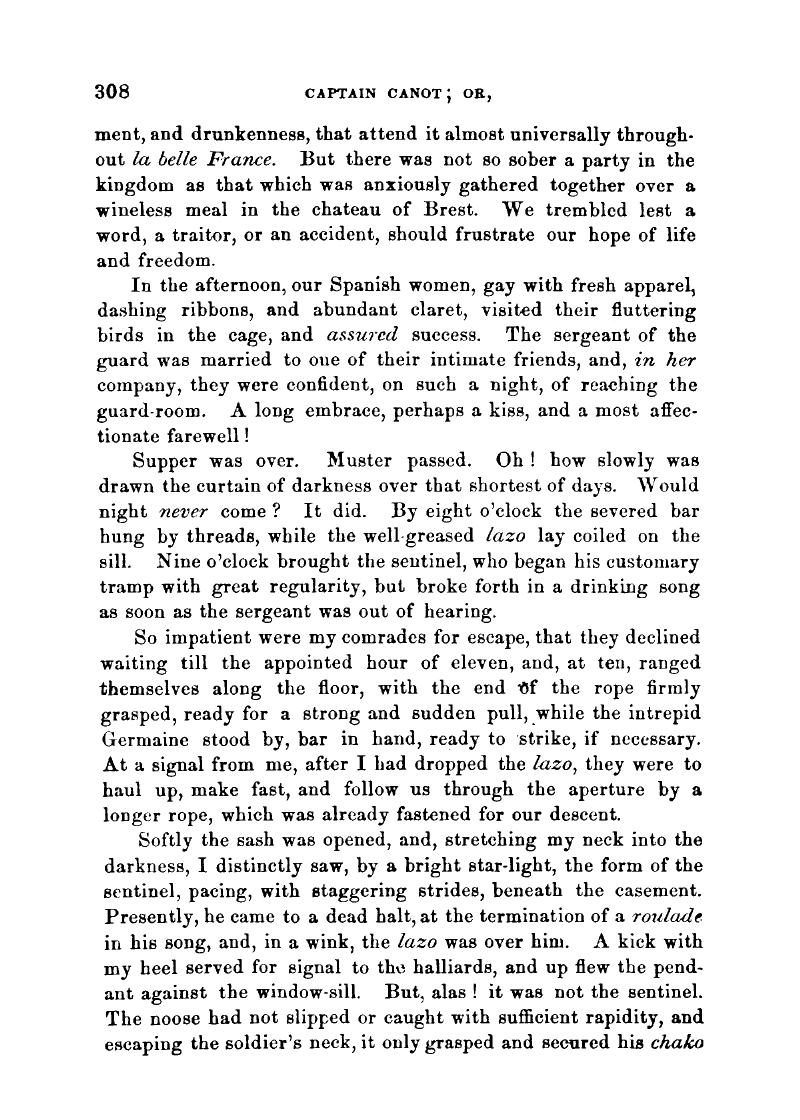 308 CAPTAIN CANOT; OR,
ment, and drunkenness, that attend it almost universally through-
out la belle France. But there was not so sober a party in the
kingdom as that which was anxiously gathered together over a
wineless meal in the chateau of Brest. We trembled lest a
word, a traitor, or an accident, should frustrate our hope of life
and freedom.
In the afternoon, our Spanish women, gay with fresh apparel,
dashing ribbons, and abundant claret, visited their fluttering
birds in the cage, and assured success. The sergeant of the
guard was married to one of their intimate friends, and, in her
company, they were confident, on such a night, of reaching the
guard-room. A long embrace, perhaps a kiss, and a most affec-
tionate farewell!
Supper was over. Muster passed. Oh! how slowly was
drawn the curtain of darkness over that shortest of days. Would
night never come? It did. By eight o'clock the severed bar
hung by threads, while the well-greased lazo lay coiled on the
sill. Nine o'clock brought the sentinel, who began his customary
tramp with great regularity, but broke forth in a drinking song
as soon as the sergeant was out of hearing.
So impatient were my comrades for escape, that they declined
waiting till the appointed hour of eleven, and, at ten, ranged
themselves along the floor, with the end of the rope firmly
grasped, ready for a strong and sudden pull, while the intrepid
Germaine stood by, bar in hand, ready to strike, if necessary.
At a signal from me, after I had dropped the lazo, they were to
haul up, make fast, and follow us through the aperture by a
longer rope, which was already fastened for our descent.
Softly the sash was opened, and, stretching my neck into the
darkness, I distinctly saw, by a bright star-light, the form of the
sentinel, pacing, with staggering strides, beneath the casement.
Presently, he came to a dead halt, at the termination of a roulade
in his song, and, in a wink, the lazo was over him. A kick with
my heel served for signal to the halliards, and up flew the pend-
ant against the window-sill. But, alas! it was not the sentinel.
The noose had not slipped or caught with sufficient rapidity, and
escaping the soldier's neck, it only grasped and secured his chako